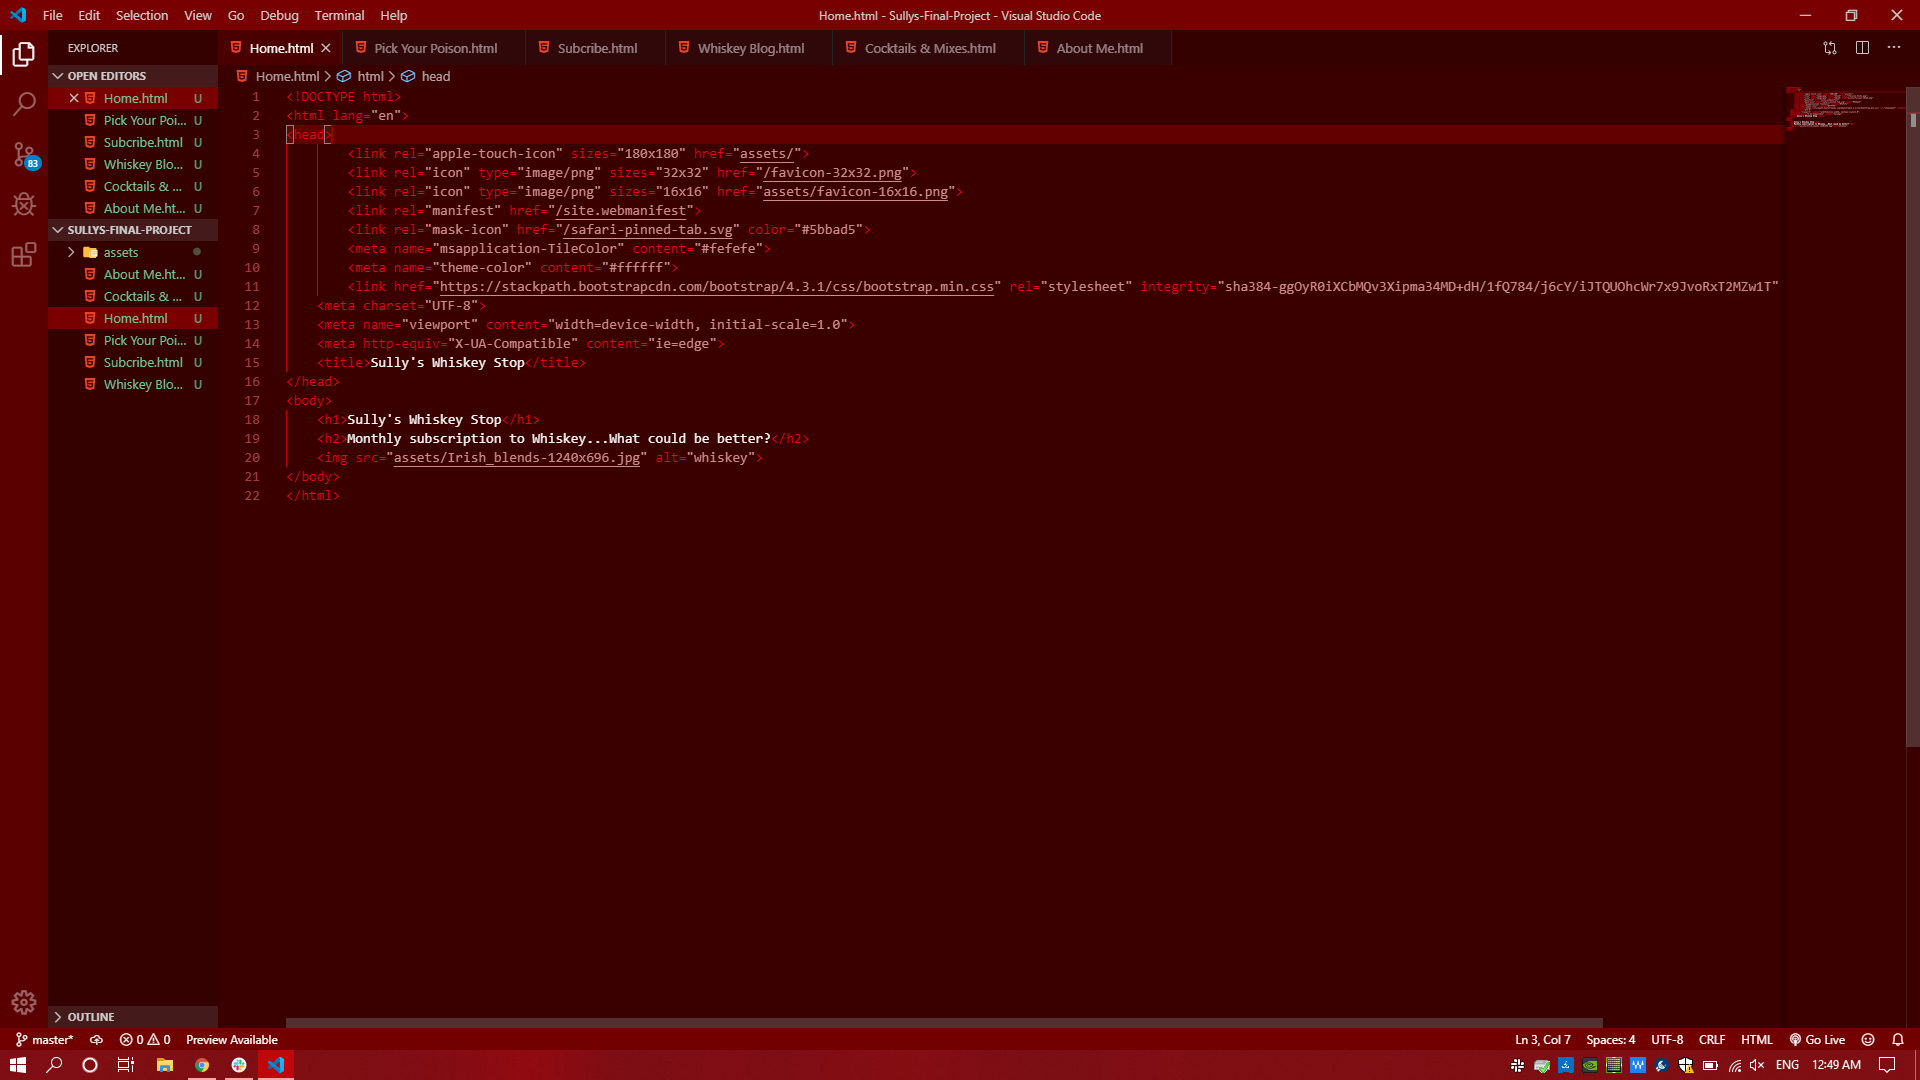 File Edit Selection View Go Debug Terminal Help
Home.html - Sullys-Final-Project - Visual Studio Code
EXPLORER
OPEN EDITORS
Home.html U
Pick Your Poi... U
Subcribe.html U
Whiskey Blo... U
Cocktails & ... U
About Me.ht... U
SULLYS-FINAL-PROJECT
assets
About Me.ht... U
Cocktails & ... U
Home.html U
Pick Your Poi... U
Subcribe.html U
Whiskey Blo... U
83
OUTLINE
Home.html Pick Your Poison.html Subcribe.html Whiskey Blog.html Cocktails & Mixes.html About Me.html
Home.html > html > head
1 <!DOCTYPE html>
2 <html lang="en">
3 <head>
4 <link rel="apple-touch-icon" sizes="180x180" href="assets/">
5 <link rel="icon" type="image/png" sizes="32x32" href="/favicon-32x32.png">
6 <link rel="icon" type="image/png" sizes="16x16" href="assets/favicon-16x16.png">
7 <link rel="manifest" href="/site.webmanifest">
8 <link rel="mask-icon" href="/safari-pinned-tab.svg" color="#5bbad5">
9 <meta name="msapplication-TileColor" content="#fefefe">
10 <meta name="theme-color" content="#ffffff">
11 <link href="https://stackpath.bootstrapcdn.com/bootstrap/4.3.1/css/bootstrap.min.css" rel="stylesheet" integrity="sha384-ggOyR0iXCbMQv3Xipma34MD+dH/1fQ784/j6cY/iJTQUOhcWr7x9JvoRxT2MZw1T"
12 <meta charset="UTF-8">
13 <meta name="viewport" content="width=device-width, initial-scale=1.0">
14 <meta http-equiv="X-UA-Compatible" content="ie=edge">
15 <title>Sully's Whiskey Stop</title>
16 </head>
17 <body>
18 <h1>Sully's Whiskey Stop</h1>
19 <h2>Monthly subscription to Whiskey...What could be better?</h2>
20 <img src="assets/Irish_blends-1240x696.jpg" alt="whiskey">
21 </body>
22 </html>
master* 0 0 Preview Available
Ln 3, Col 7 Spaces: 4 UTF-8 CRLF HTML Go Live
ENG 12:49 AM